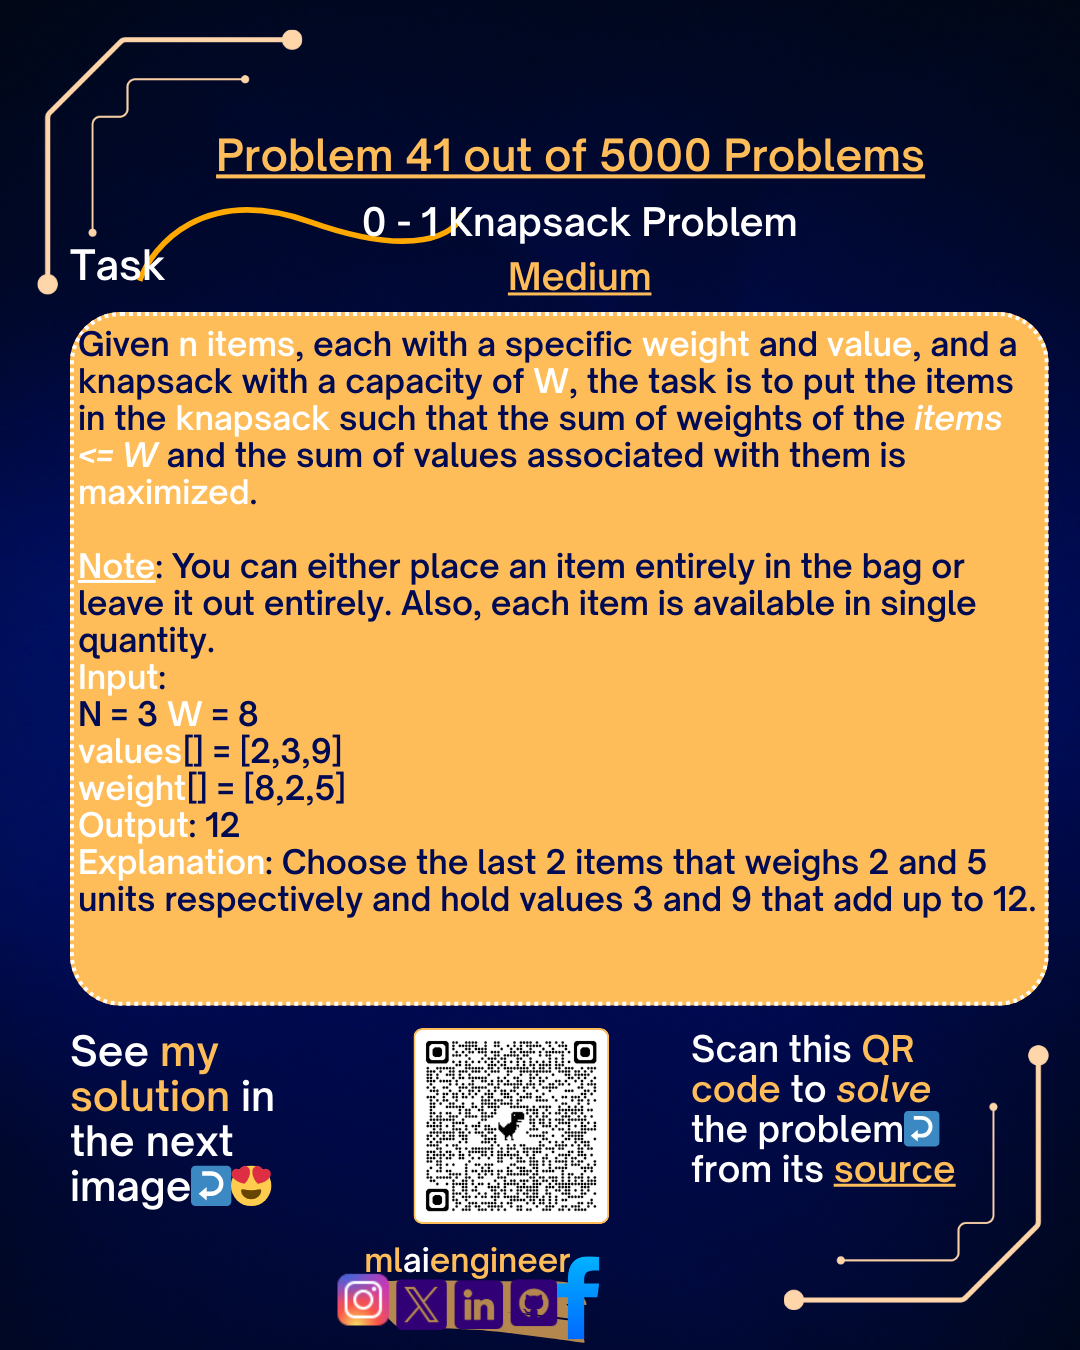 Problem 41 out of 5000 Problems
0 - 1 Knapsack Problem
Task
Medium
Given n items, each with a specific weight and value, and a
knapsack with a capacity of W, the task is to put the items
in the knapsack such that the sum of weights of the items
<= W and the sum of values associated with them is
maximized.
Note: You can either place an item entirely in the bag or
leave it out entirely. Also, each item is available in single
quantity.
Input:
N = 3 W = 8
values[] = [2,3,9]
weight[] = [8,2,5]
Output: 12
Explanation: Choose the last 2 items that weighs 2 and 5
units respectively and hold values 3 and 9 that add up to 12.
See my
solution in
the next
image
Scan this QR
code to solve
the problem
from its source
mlaiengineer